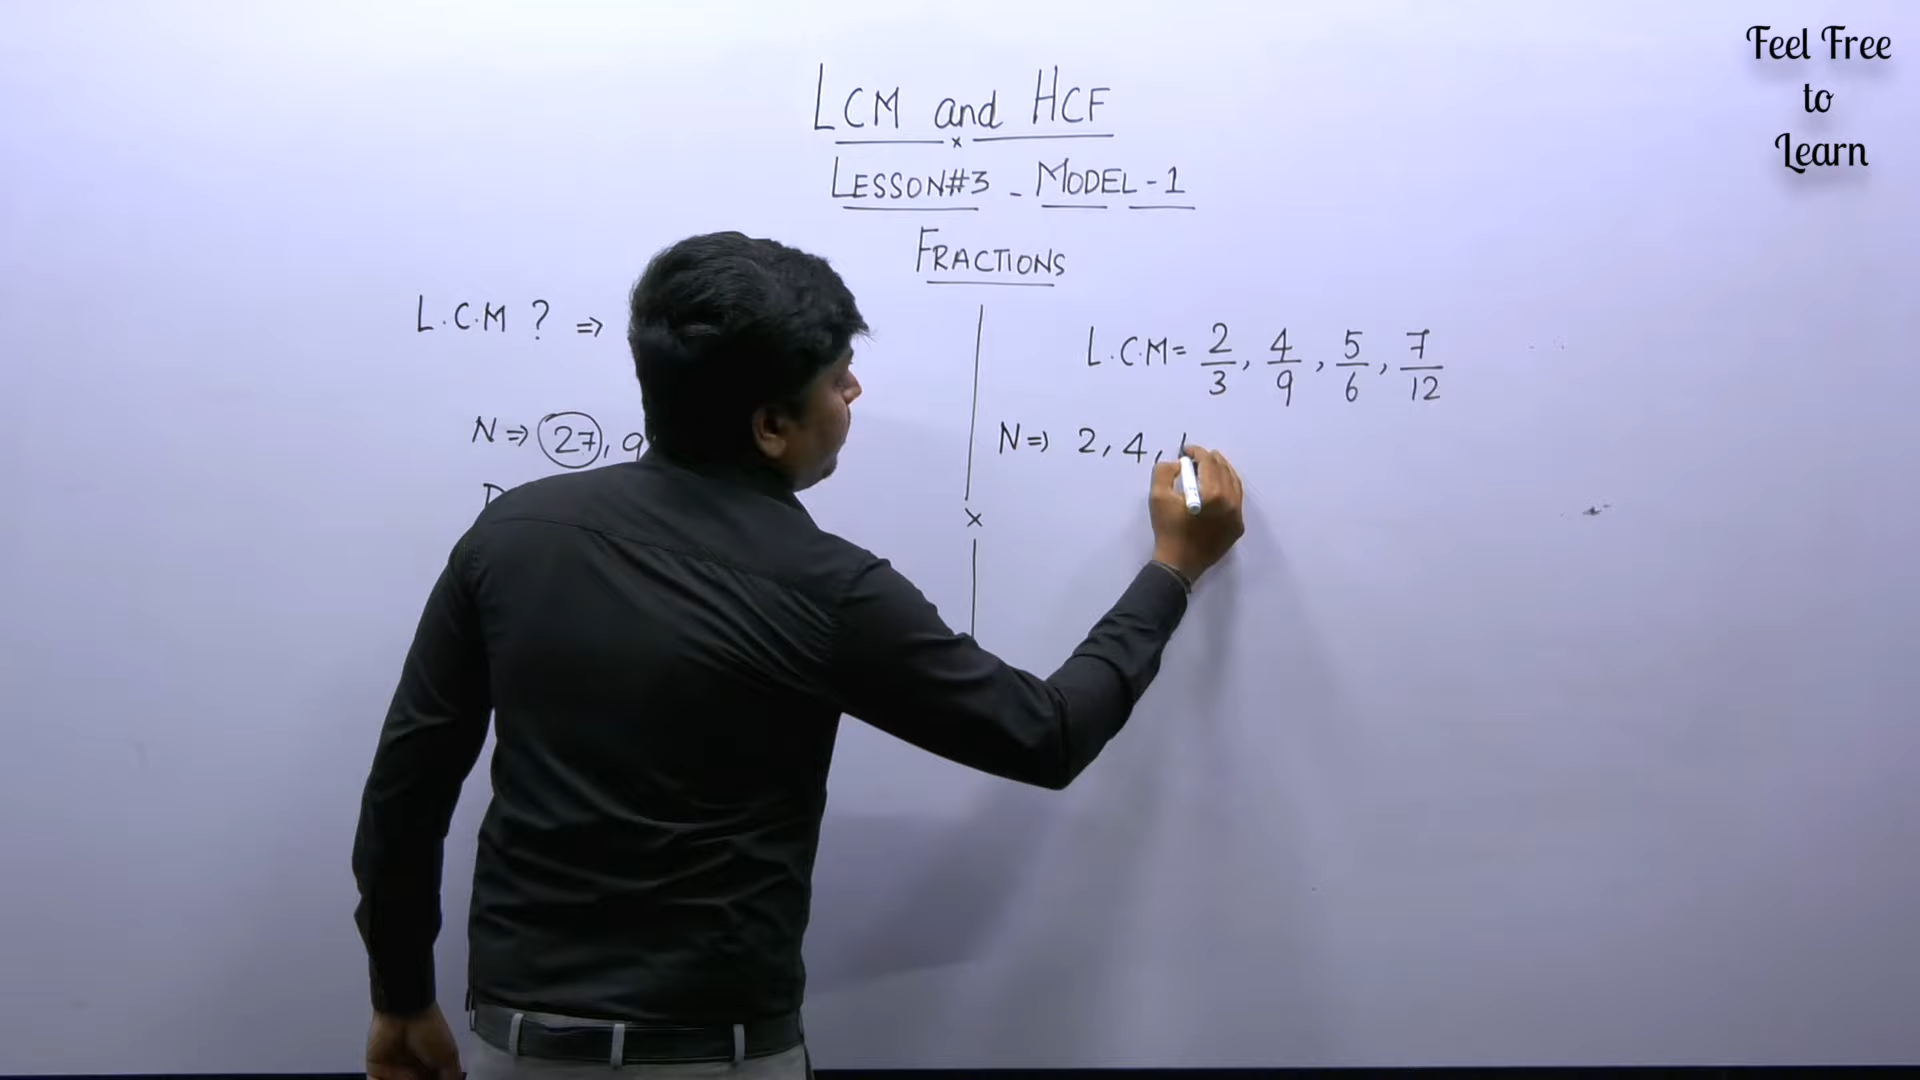 Feel Free
to
Learn
LCM and HCF
LESSON#3 - MODEL-1
FRACTIONS
L.C.M ? ⇒
N ⇒ 27, 9
L.C.M = 2/3, 4/9, 5/6, 7/12
N ⇒ 2, 4,